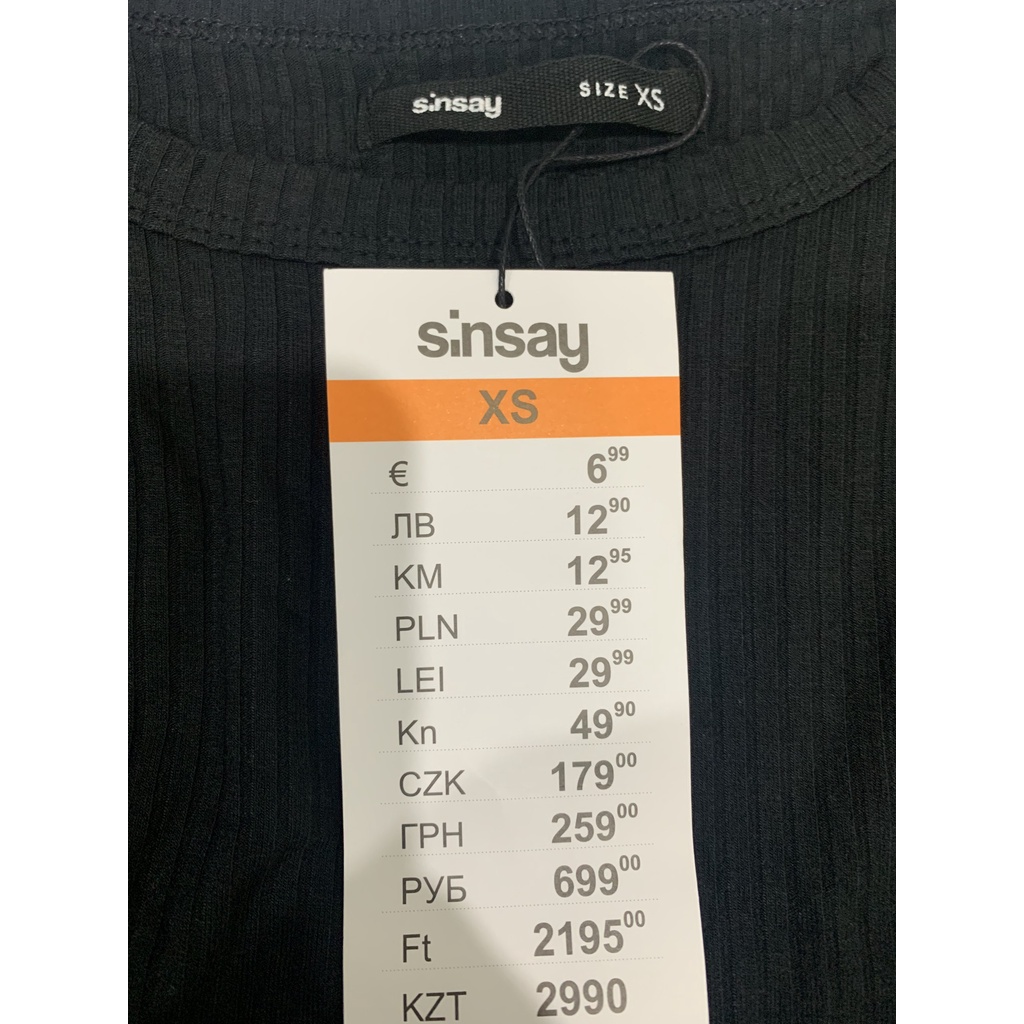 sinsay SIZE XS
sinsay
XS
€ 6⁹⁹
ЛВ 12⁹⁰
KM 12⁹⁵
PLN 29⁹⁹
LEI 29⁹⁹
Kn 49⁹⁰
CZK 179⁰⁰
ГРН 259⁰⁰
РУБ 699⁰⁰
Ft 2195⁰⁰
KZT 2990